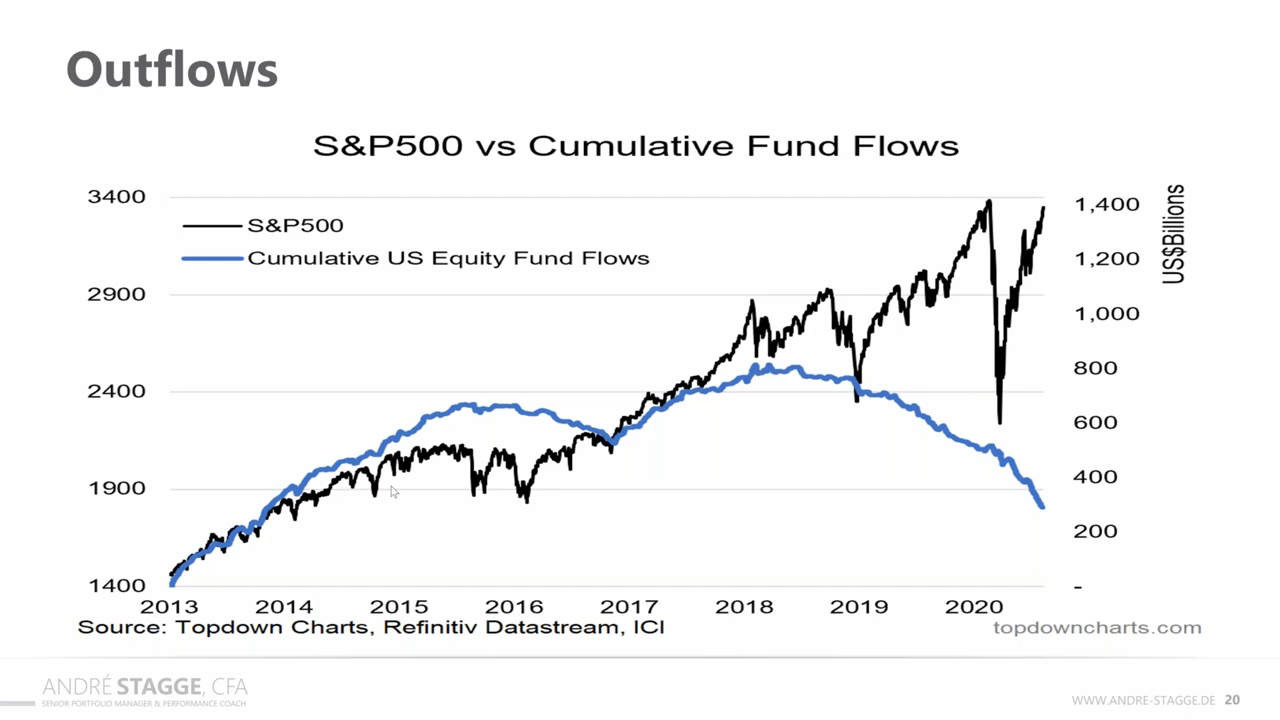 Outflows
S&P500 vs Cumulative Fund Flows
US$Billions
3400
2900
2400
1900
1400
S&P500
Cumulative US Equity Fund Flows
1,400
1,200
1,000
800
600
400
200
-
2013 2014 2015 2016 2017 2018 2019 2020
Source: Topdown Charts, Refinitiv Datastream, ICI
topdowncharts.com
ANDRÉ STAGGE, CFA
SENIOR PORTFOLIO MANAGER & PERFORMANCE COACH
WWW.ANDRE-STAGGE.DE 20